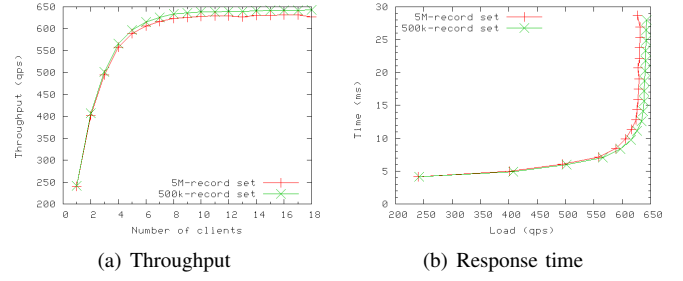 650
600
550
500
450
400
350
300
250
200
Throughput (qps)
5M-record set
500k-record set
0 2 4 6 8 10 12 14 16 18
Number of clients
(a) Throughput
30
25
20
15
10
5
0
Time (ms)
5M-record set
500k-record set
200 250 300 350 400 450 500 550 600 650
Load (qps)
(b) Response time